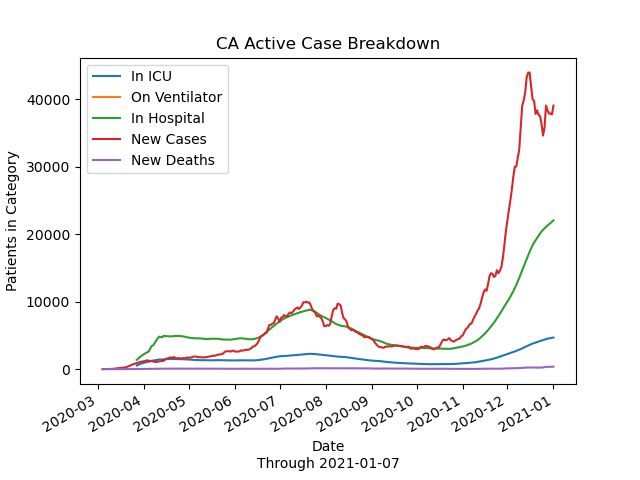 CA Active Case Breakdown
In ICU
On Ventilator
In Hospital
New Cases
New Deaths
Patients in Category
40000
30000
20000
10000
0
2020-03
2020-04
2020-05
2020-06
2020-07
2020-08
2020-09
2020-10
2020-11
2020-12
2021-01
Date
Through 2021-01-07